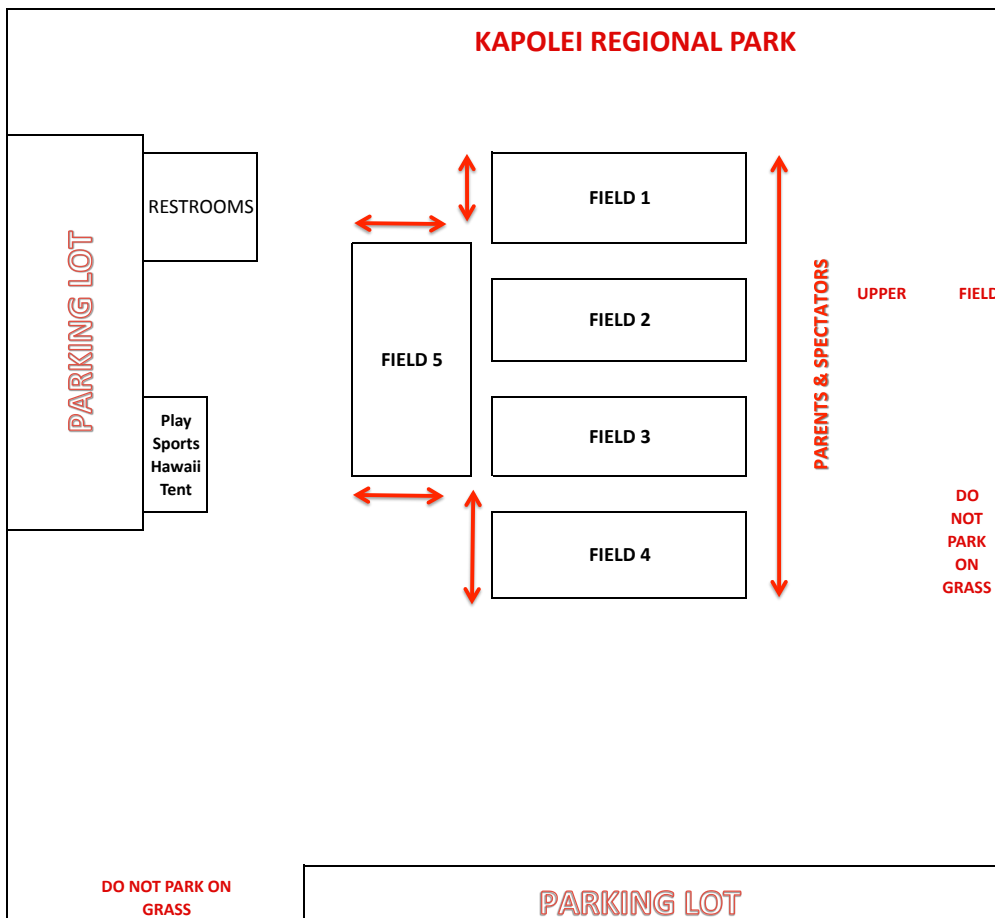 KAPOLEI REGIONAL PARK
RESTROOMS
FIELD 1
PARKING LOT
PARENTS & SPECTATORS
UPPER FIELD
FIELD 2
FIELD 5
Play
Sports
Hawaii
Tent
FIELD 3
DO
NOT
PARK
ON
GRASS
FIELD 4
DO NOT PARK ON
GRASS
PARKING LOT